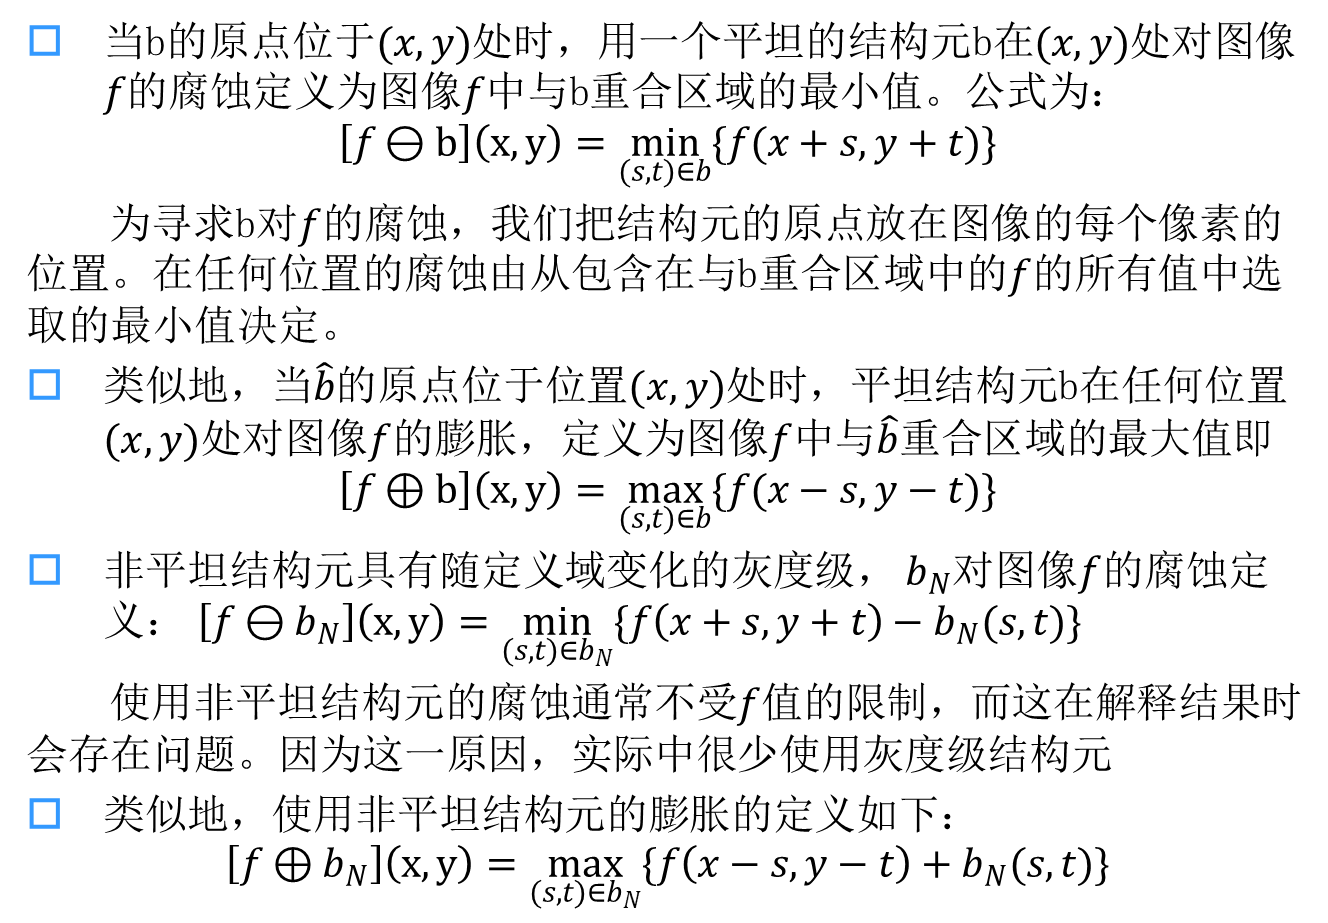 当b的原点位于(x, y)处时，用一个平坦的结构元b在(x, y)处对图像
f的腐蚀定义为图像f中与b重合区域的最小值。公式为：
[f ⊖ b](x, y) = min_{(s,t)∈b}{f(x + s, y + t)}
为寻求b对f的腐蚀，我们把结构元的原点放在图像的每个像素的
位置。在任何位置的腐蚀由从包含在与b重合区域中的f的所有值中选
取的最小值决定。
类似地，当b̂的原点位于位置(x, y)处时，平坦结构元b在任何位置
(x, y)处对图像f的膨胀，定义为图像f中与b̂重合区域的最大值即
[f ⊕ b](x, y) = max_{(s,t)∈b}{f(x − s, y − t)}
非平坦结构元具有随定义域变化的灰度级， b_N对图像f的腐蚀定
义： [f ⊖ b_N](x, y) = min_{(s,t)∈b_N}{f(x + s, y + t) − b_N(s, t)}
使用非平坦结构元的腐蚀通常不受f值的限制，而这在解释结果时
会存在问题。因为这一原因，实际中很少使用灰度级结构元
类似地，使用非平坦结构元的膨胀的定义如下：
[f ⊕ b_N](x, y) = max_{(s,t)∈b_N}{f(x − s, y − t) + b_N(s, t)}